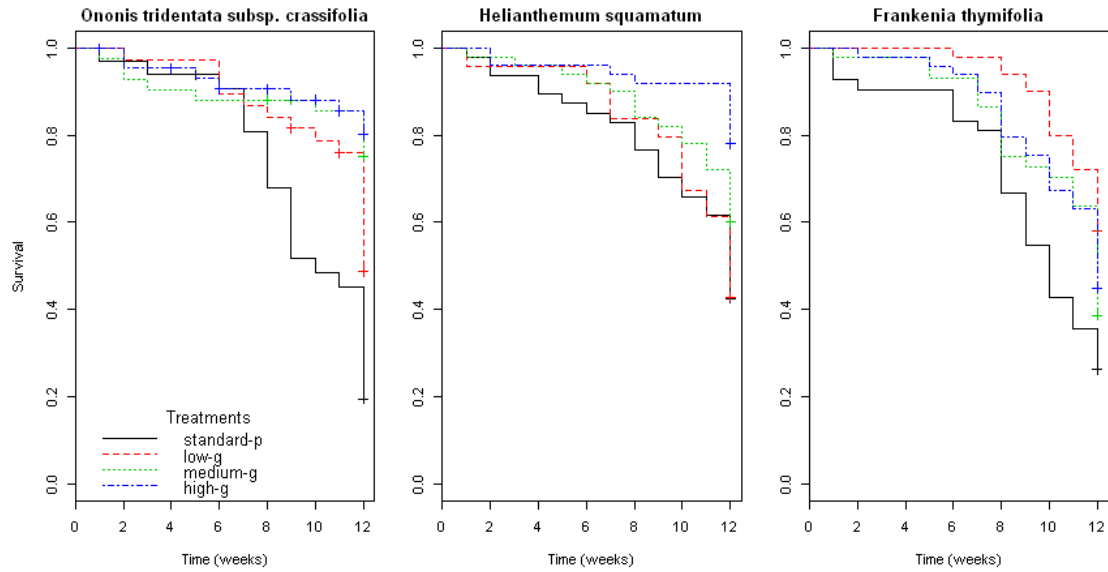 Ononis tridentata subsp. crassifolia
Helianthemum squamatum
Frankenia thymifolia
Survival
1.0
0.8
0.6
0.4
0.2
0.0
Treatments
standard-p
low-g
medium-g
high-g
0 2 4 6 8 10 12
Time (weeks)
1.0
0.8
0.6
0.4
0.2
0.0
0 2 4 6 8 10 12
Time (weeks)
1.0
0.8
0.6
0.4
0.2
0.0
0 2 4 6 8 10 12
Time (weeks)